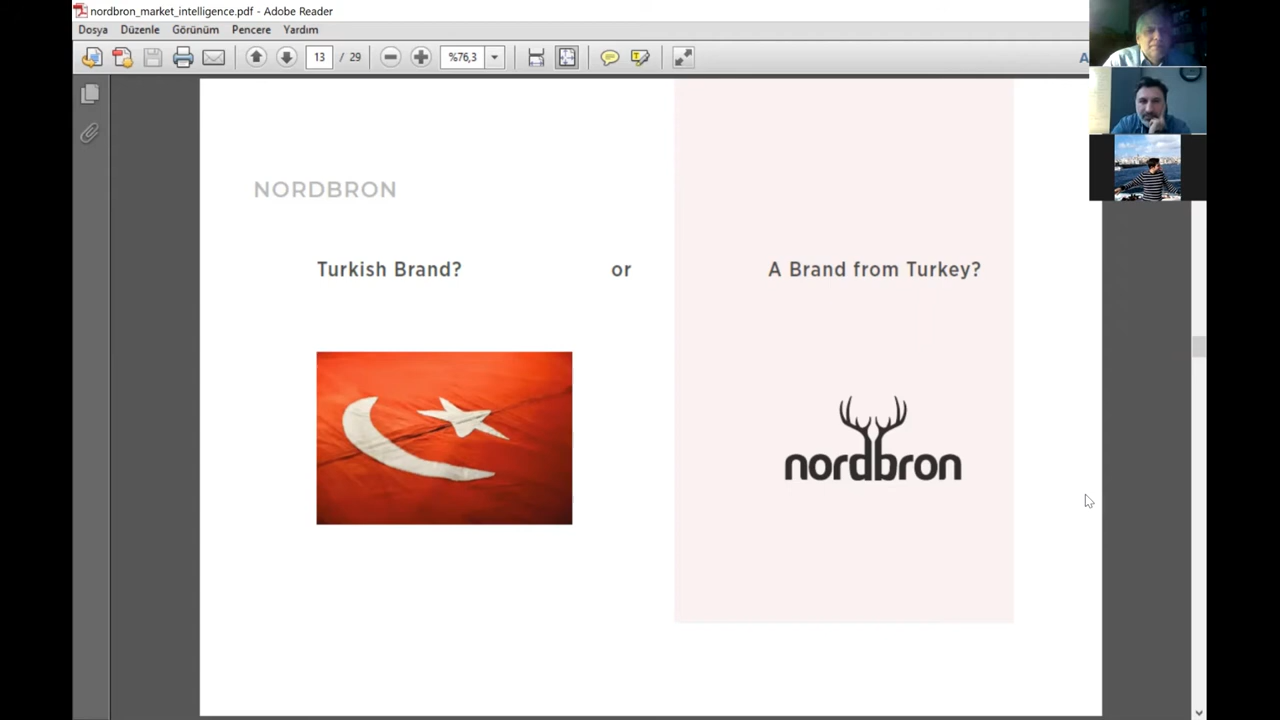 nordbron_market_intelligence.pdf - Adobe Reader
Dosya Düzenle Görünüm Pencere Yardım
13 / 29 %76,3
NORDBRON
Turkish Brand? or A Brand from Turkey?
nordbron